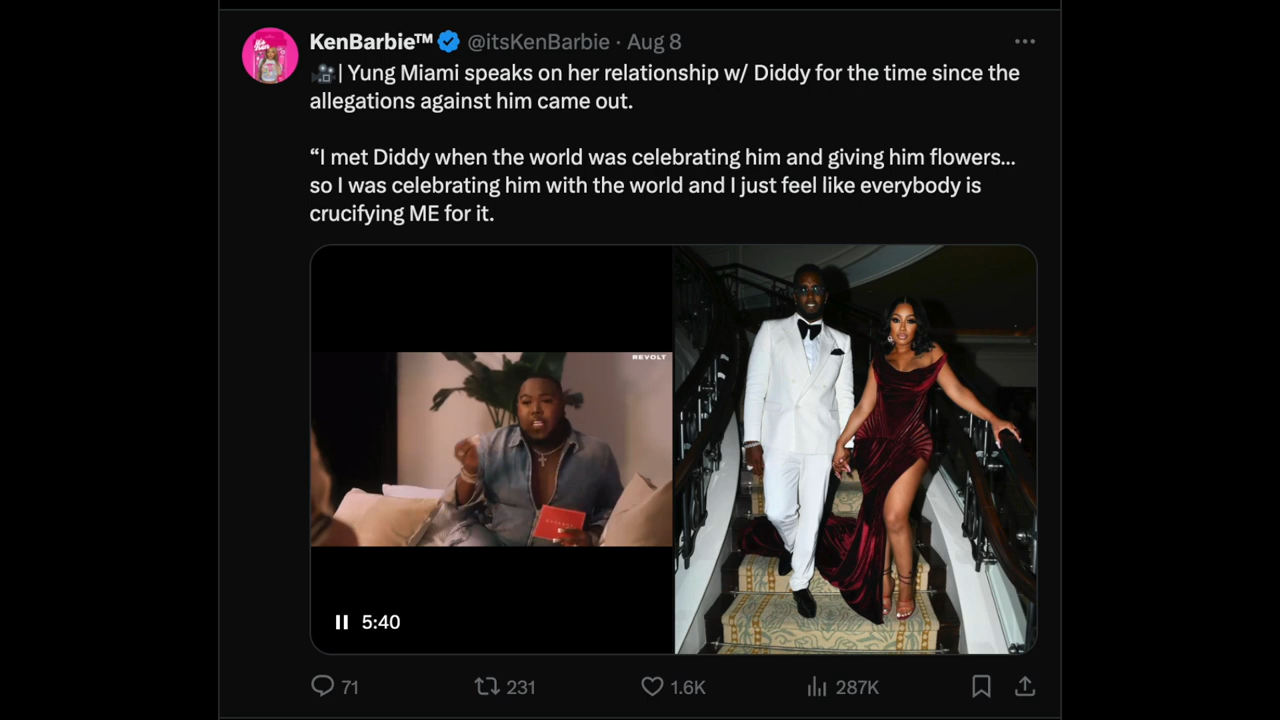 KenBarbie™ @itsKenBarbie · Aug 8
| Yung Miami speaks on her relationship w/ Diddy for the time since the
allegations against him came out.
“I met Diddy when the world was celebrating him and giving him flowers...
so I was celebrating him with the world and I just feel like everybody is
crucifying ME for it.
REVOLT
5:40
71 231 1.6K 287K